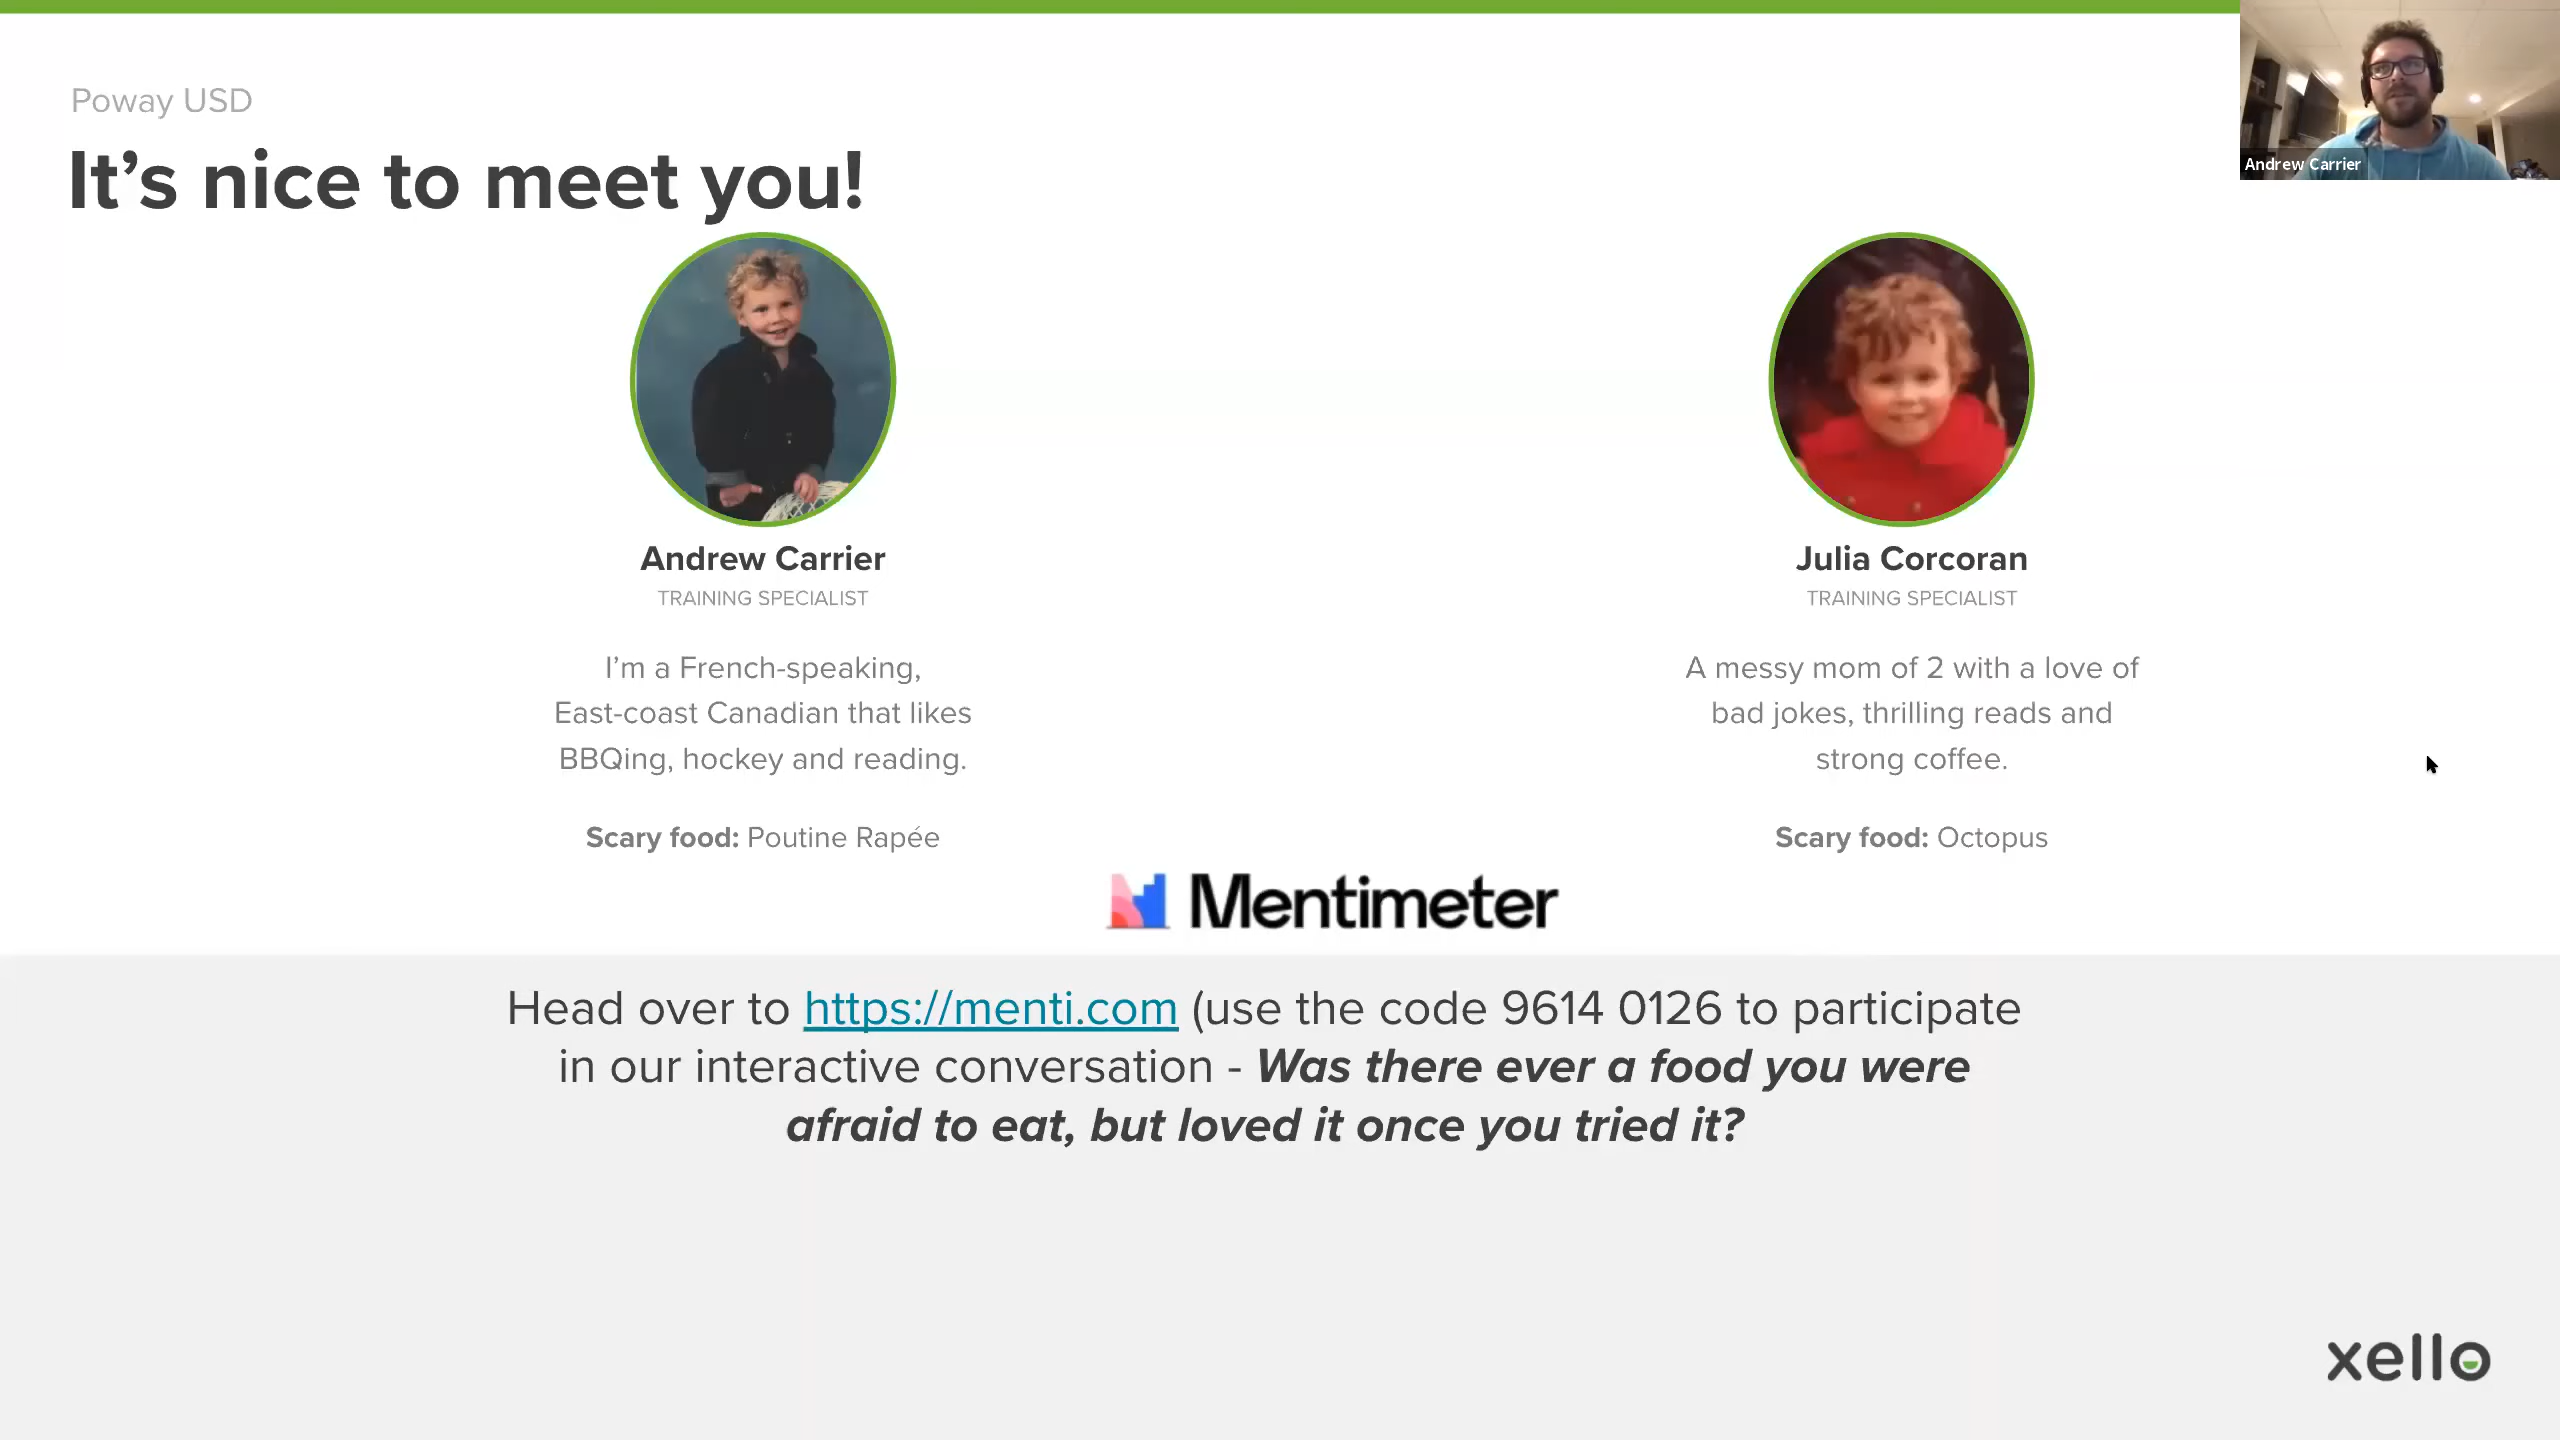 Poway USD
It’s nice to meet you!
Andrew Carrier
Andrew Carrier
TRAINING SPECIALIST
I’m a French-speaking,
East-coast Canadian that likes
BBQing, hockey and reading.
Scary food: Poutine Rapée
Julia Corcoran
TRAINING SPECIALIST
A messy mom of 2 with a love of
bad jokes, thrilling reads and
strong coffee.
Scary food: Octopus
Mentimeter
Head over to https://menti.com (use the code 9614 0126 to participate
in our interactive conversation - Was there ever a food you were
afraid to eat, but loved it once you tried it?
xello